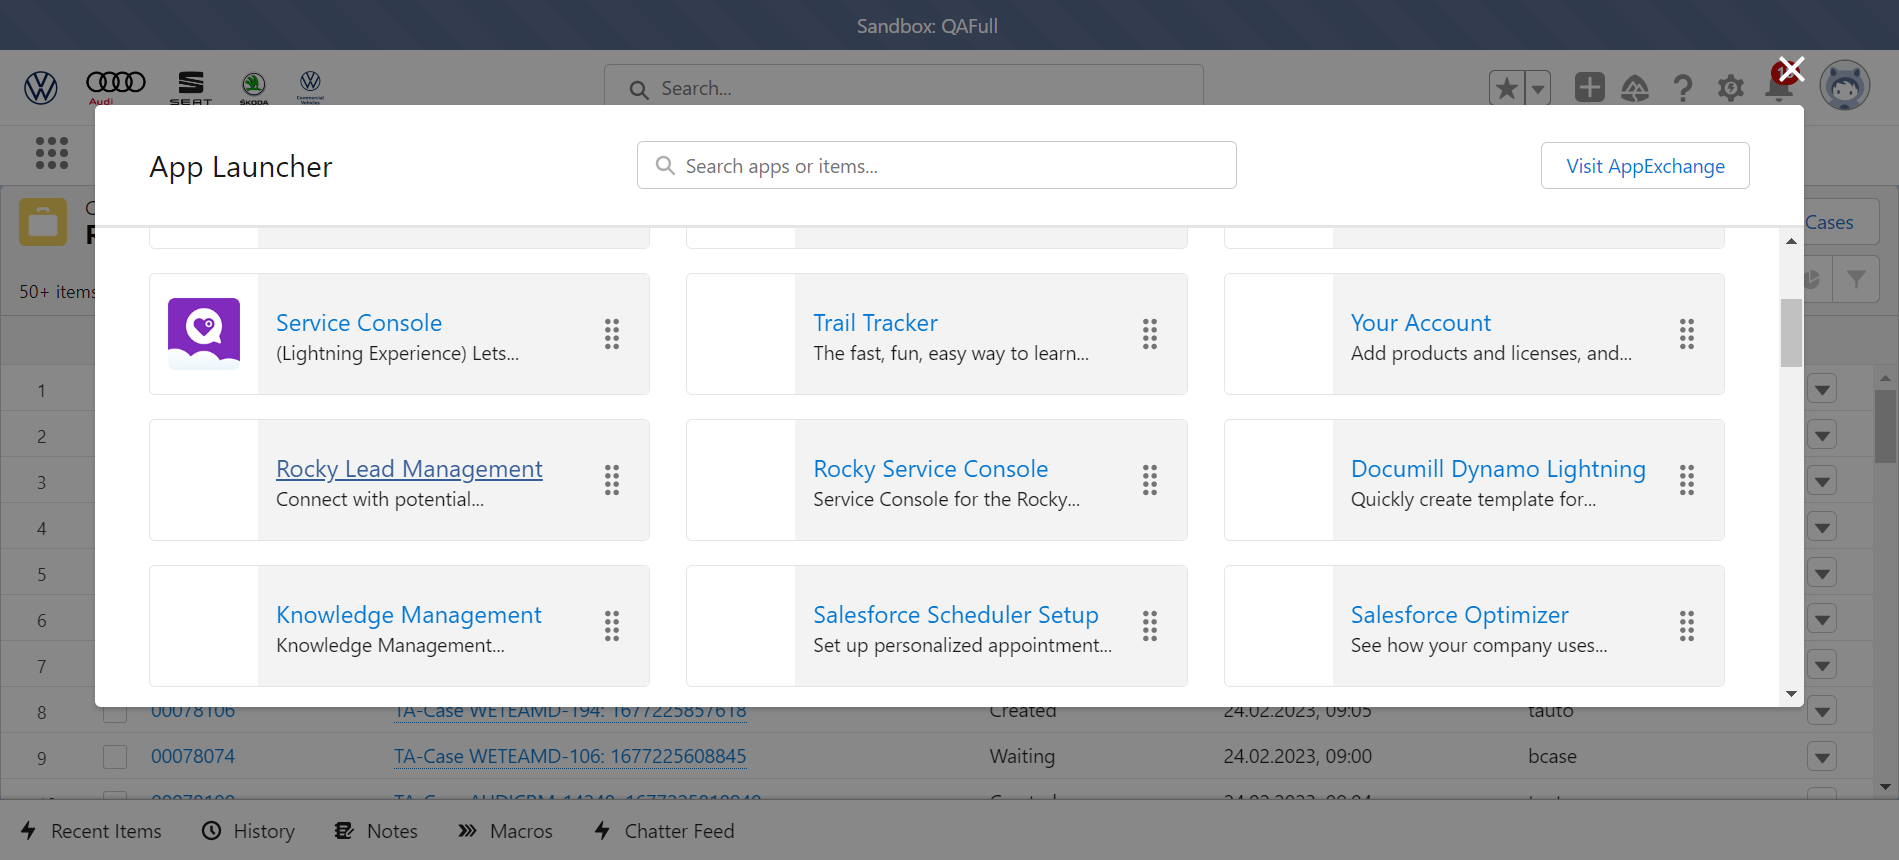 Sandbox: QAFull
Audi
SEAT
ŠKODA
Commercial
Vehicles
Search...
App Launcher
Search apps or items...
Visit AppExchange
Cases
50+ items
Service Console
(Lightning Experience) Lets...
Trail Tracker
The fast, fun, easy way to learn...
Your Account
Add products and licenses, and...
1
2
Rocky Lead Management
Connect with potential...
Rocky Service Console
Service Console for the Rocky...
Documill Dynamo Lightning
Quickly create template for...
3
4
5
Knowledge Management
Knowledge Management...
Salesforce Scheduler Setup
Set up personalized appointment...
Salesforce Optimizer
See how your company uses...
6
7
8 00078106 TA-Case WETEAMD-194: 1677225857618 Created 24.02.2023, 09:05 tauto
9 00078074 TA-Case WETEAMD-106: 1677225608845 Waiting 24.02.2023, 09:00 bcase
Recent Items History Notes Macros Chatter Feed